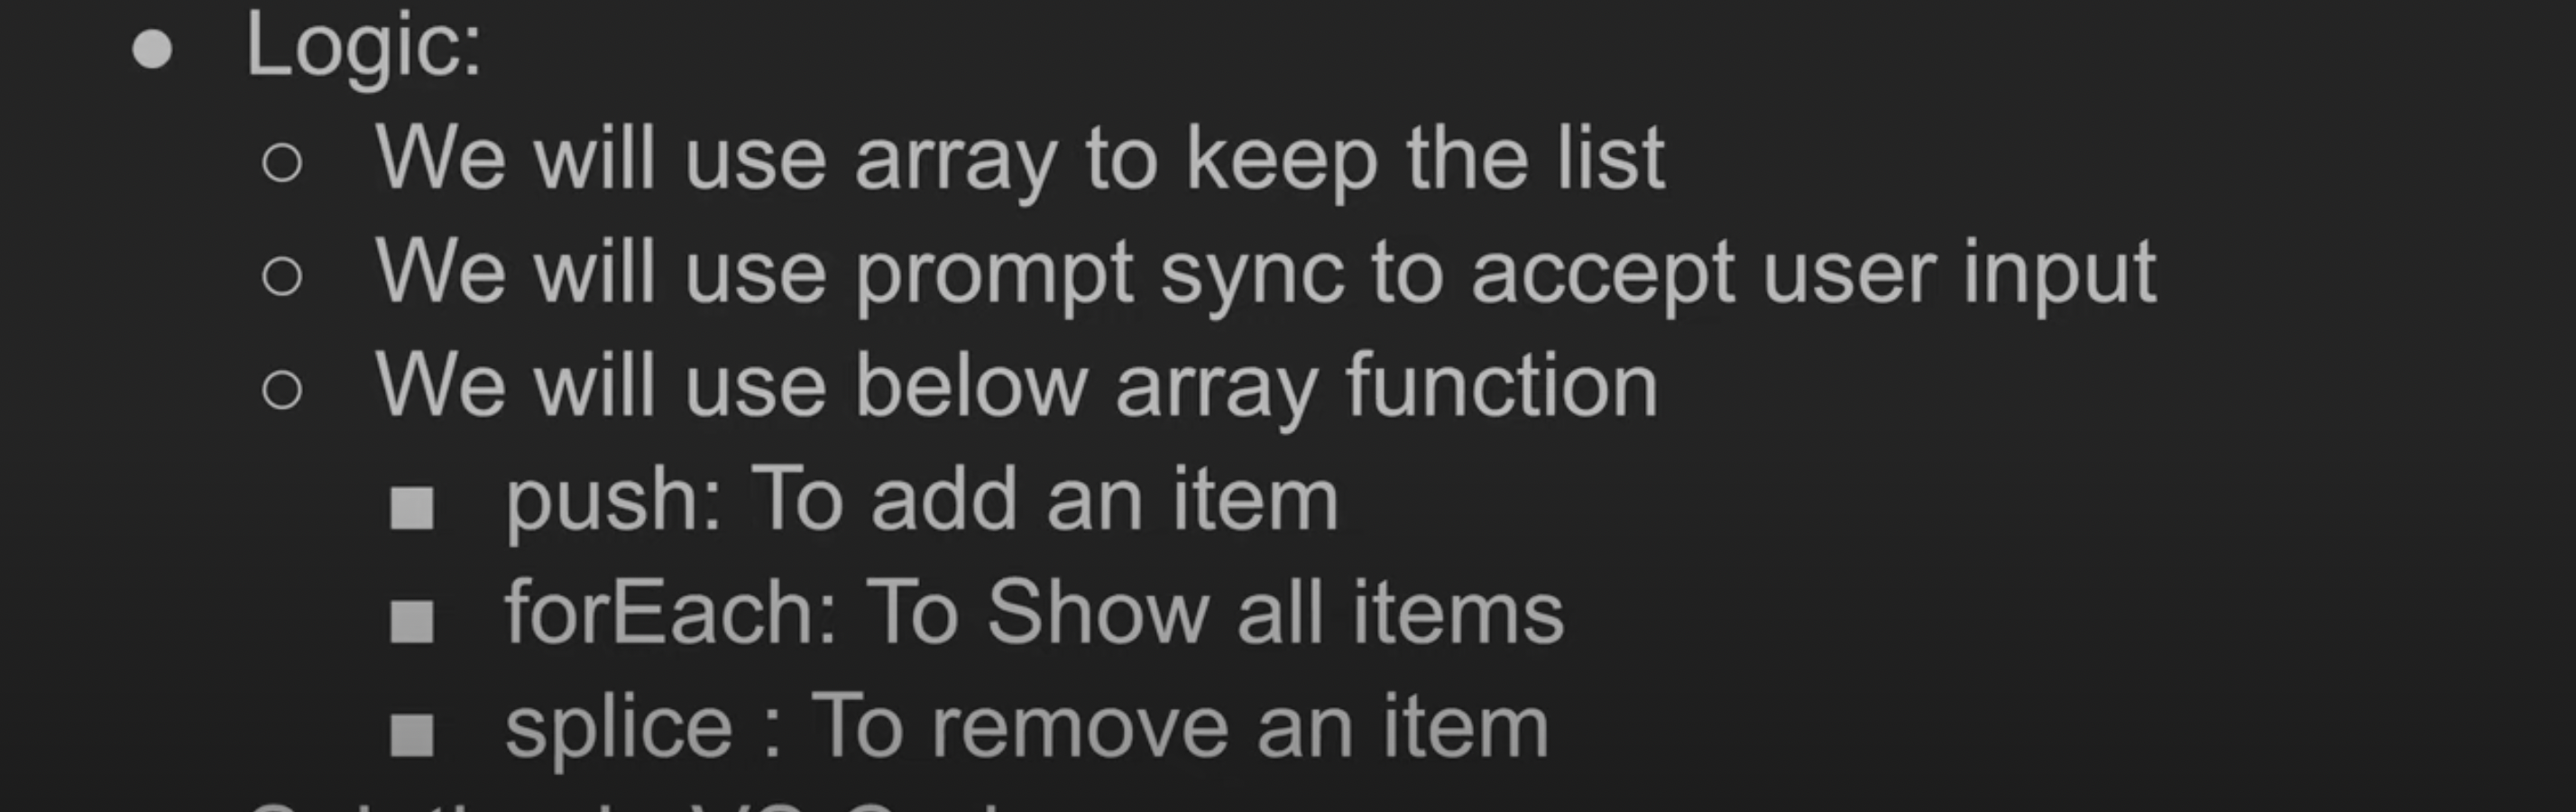 Logic:
We will use array to keep the list
We will use prompt sync to accept user input
We will use below array function
push: To add an item
forEach: To Show all items
splice : To remove an item